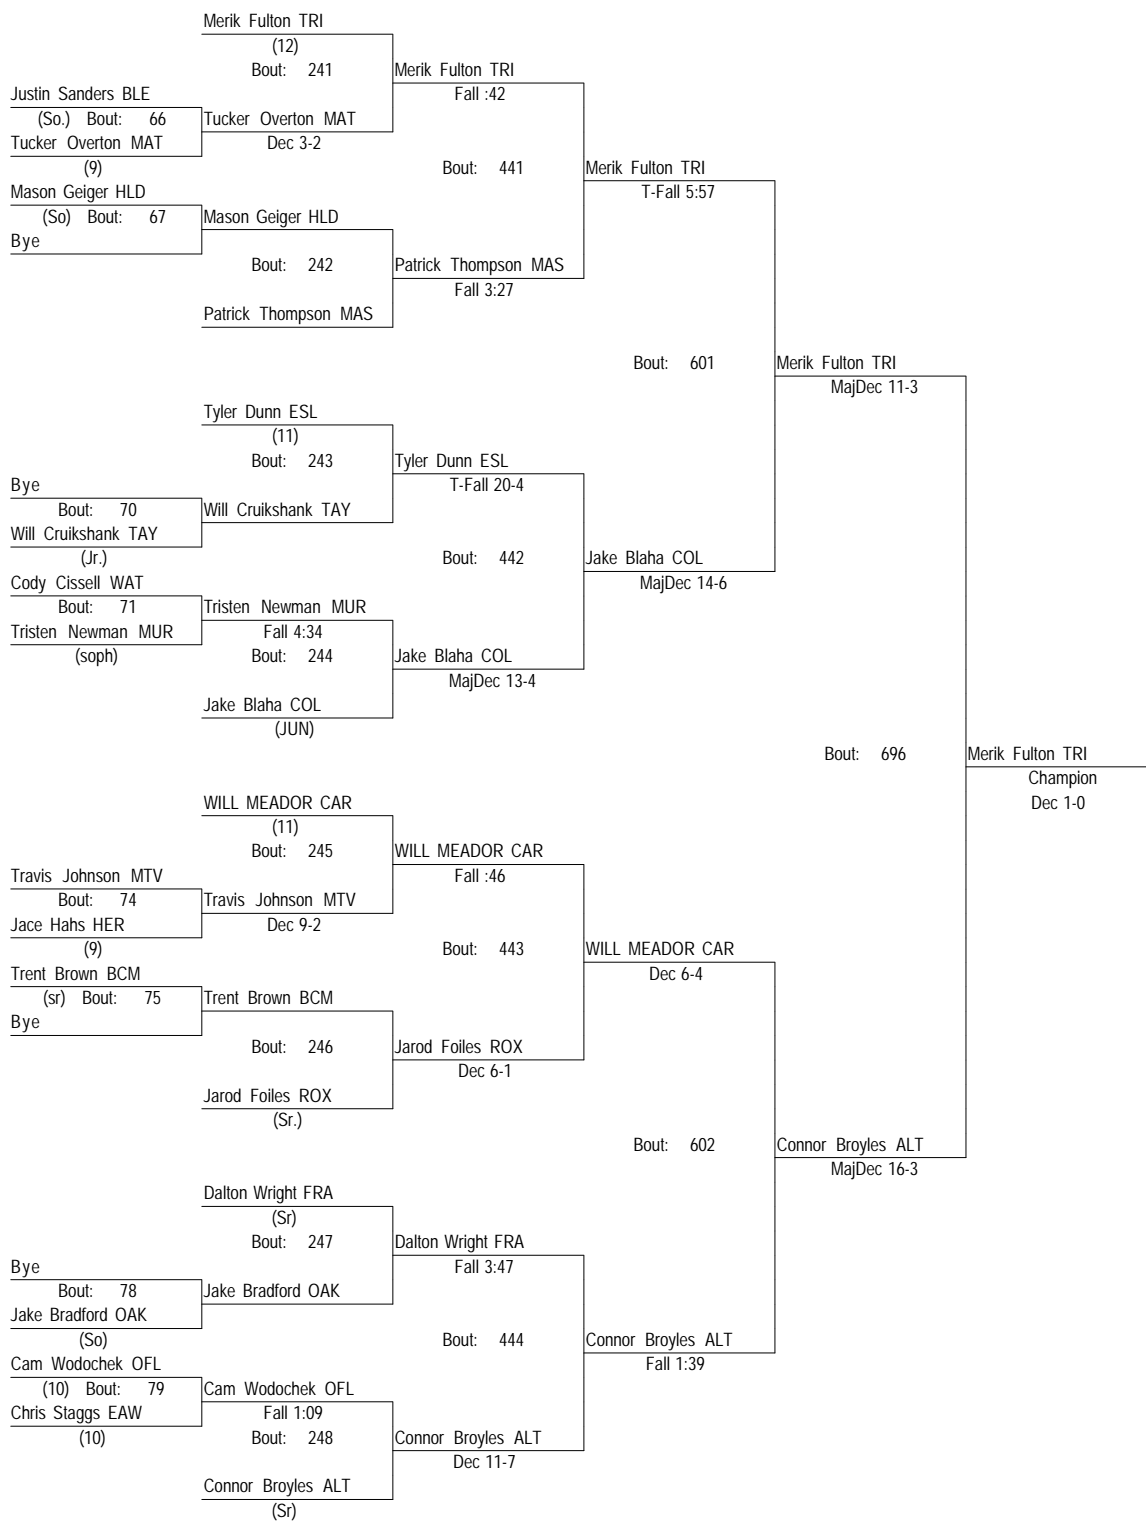 Merik Fulton TRI
(12)
Bout: 241
Merik Fulton TRI
Fall :42
Justin Sanders BLE
(So.) Bout: 66
Tucker Overton MAT
Tucker Overton MAT
Dec 3-2
(9)
Bout: 441
Merik Fulton TRI
T-Fall 5:57
Mason Geiger HLD
(So) Bout: 67
Mason Geiger HLD
Bye
Bout: 242
Patrick Thompson MAS
Fall 3:27
Patrick Thompson MAS
Bout: 601
Merik Fulton TRI
MajDec 11-3
Tyler Dunn ESL
(11)
Bout: 243
Tyler Dunn ESL
T-Fall 20-4
Bye
Bout: 70
Will Cruikshank TAY
Will Cruikshank TAY
(Jr.)
Bout: 442
Jake Blaha COL
MajDec 14-6
Cody Cissell WAT
Bout: 71
Tristen Newman MUR
Tristen Newman MUR
Fall 4:34
(soph)
Bout: 244
Jake Blaha COL
MajDec 13-4
Jake Blaha COL
(JUN)
Bout: 696
Merik Fulton TRI
Champion
Dec 1-0
WILL MEADOR CAR
(11)
Bout: 245
WILL MEADOR CAR
Fall :46
Travis Johnson MTV
Bout: 74
Travis Johnson MTV
Jace Hahs HER
Dec 9-2
(9)
Bout: 443
WILL MEADOR CAR
Dec 6-4
Trent Brown BCM
(sr) Bout: 75
Trent Brown BCM
Bye
Bout: 246
Jarod Foiles ROX
Dec 6-1
Jarod Foiles ROX
(Sr.)
Bout: 602
Connor Broyles ALT
MajDec 16-3
Dalton Wright FRA
(Sr)
Bout: 247
Dalton Wright FRA
Fall 3:47
Bye
Bout: 78
Jake Bradford OAK
Jake Bradford OAK
(So)
Bout: 444
Connor Broyles ALT
Fall 1:39
Cam Wodochek OFL
(10) Bout: 79
Cam Wodochek OFL
Chris Staggs EAW
Fall 1:09
(10)
Bout: 248
Connor Broyles ALT
Dec 11-7
Connor Broyles ALT
(Sr)